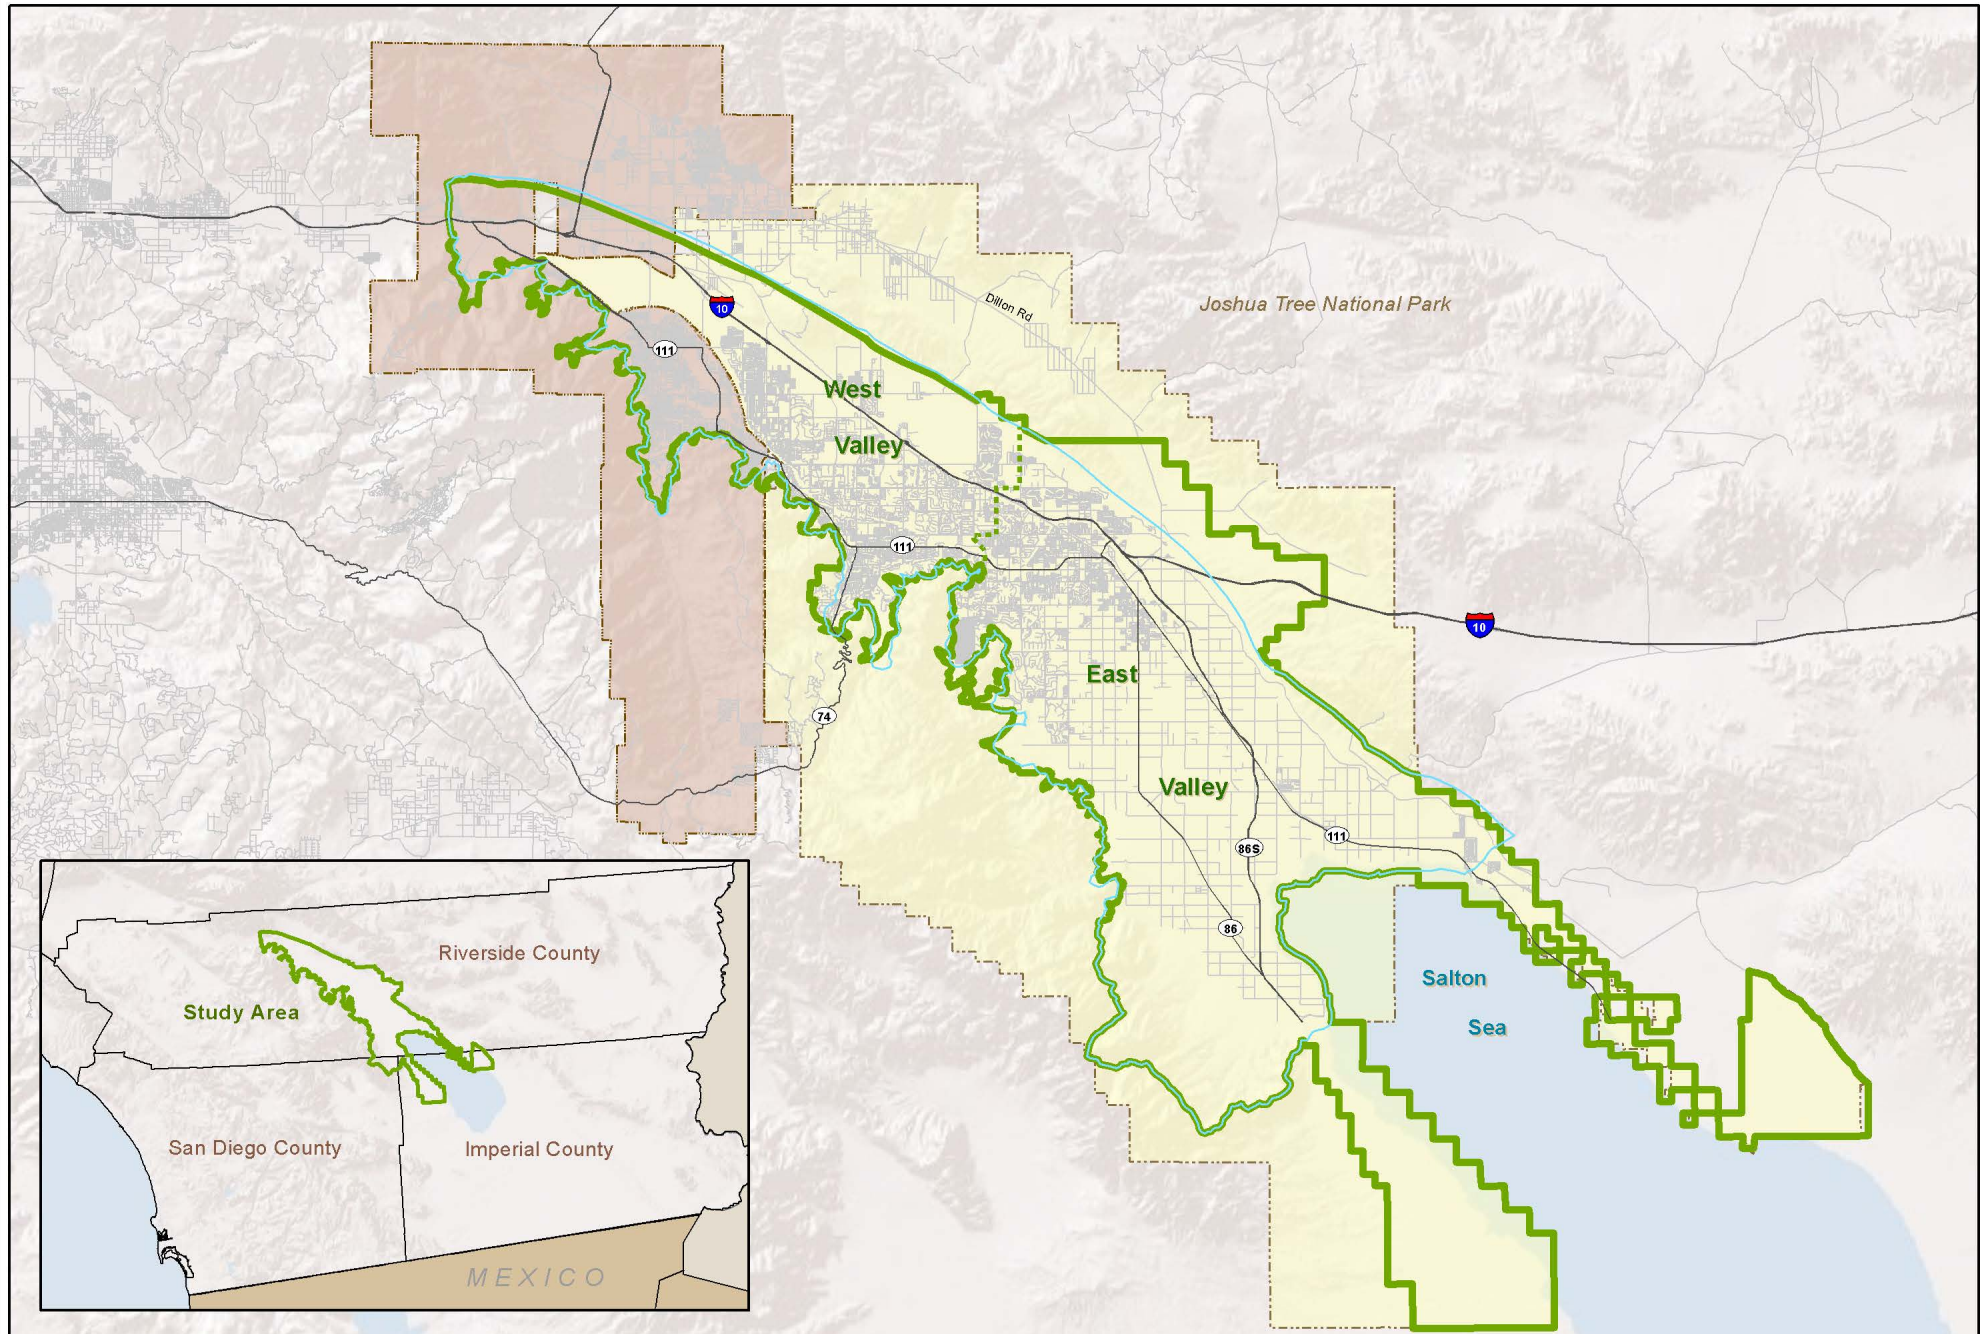 Joshua Tree National Park
Dillon Rd
10
111
West
Valley
111
10
East
74
Valley
111
86S
86
Salton
Sea
Riverside County
Study Area
San Diego County
Imperial County
MEXICO